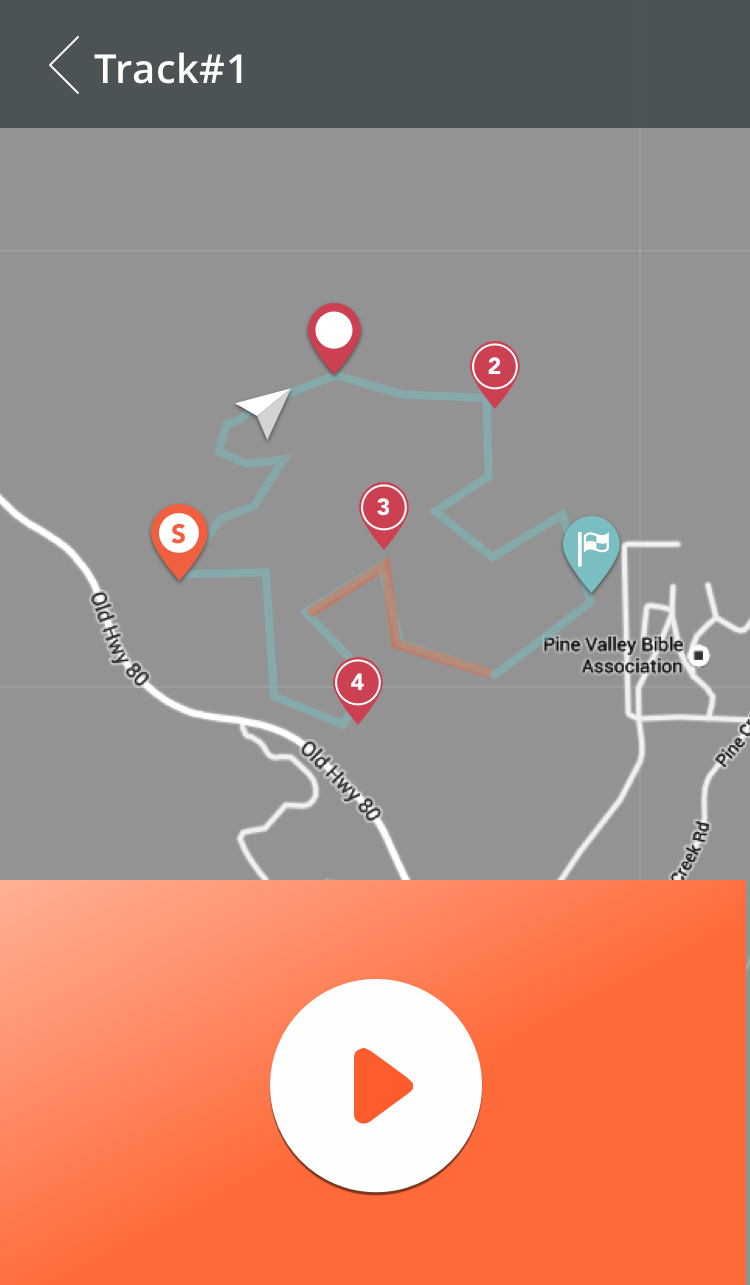 Track#1
2
3
S
Old Hwy 80
Pine Valley Bible
Association
4
Old Hwy 80
Pine C
Creek Rd